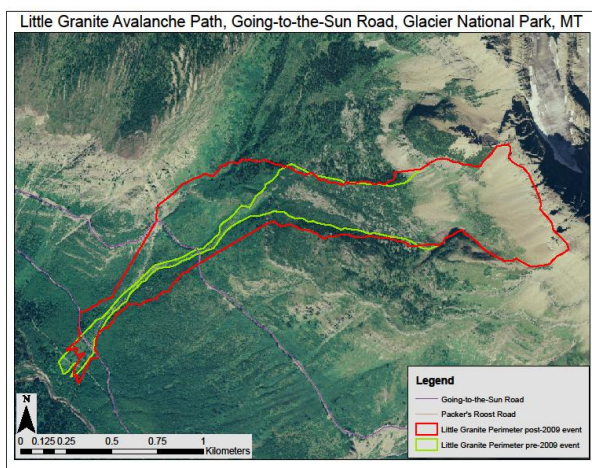 Little Granite Avalanche Path, Going-to-the-Sun Road, Glacier National Park, MT
N
0 0.125 0.25 0.5 0.75 1
Kilometers
Legend
Going-to-the-Sun Road
Packer's Roost Road
Little Granite Perimeter post-2009 event
Little Granite Perimeter pre-2009 event